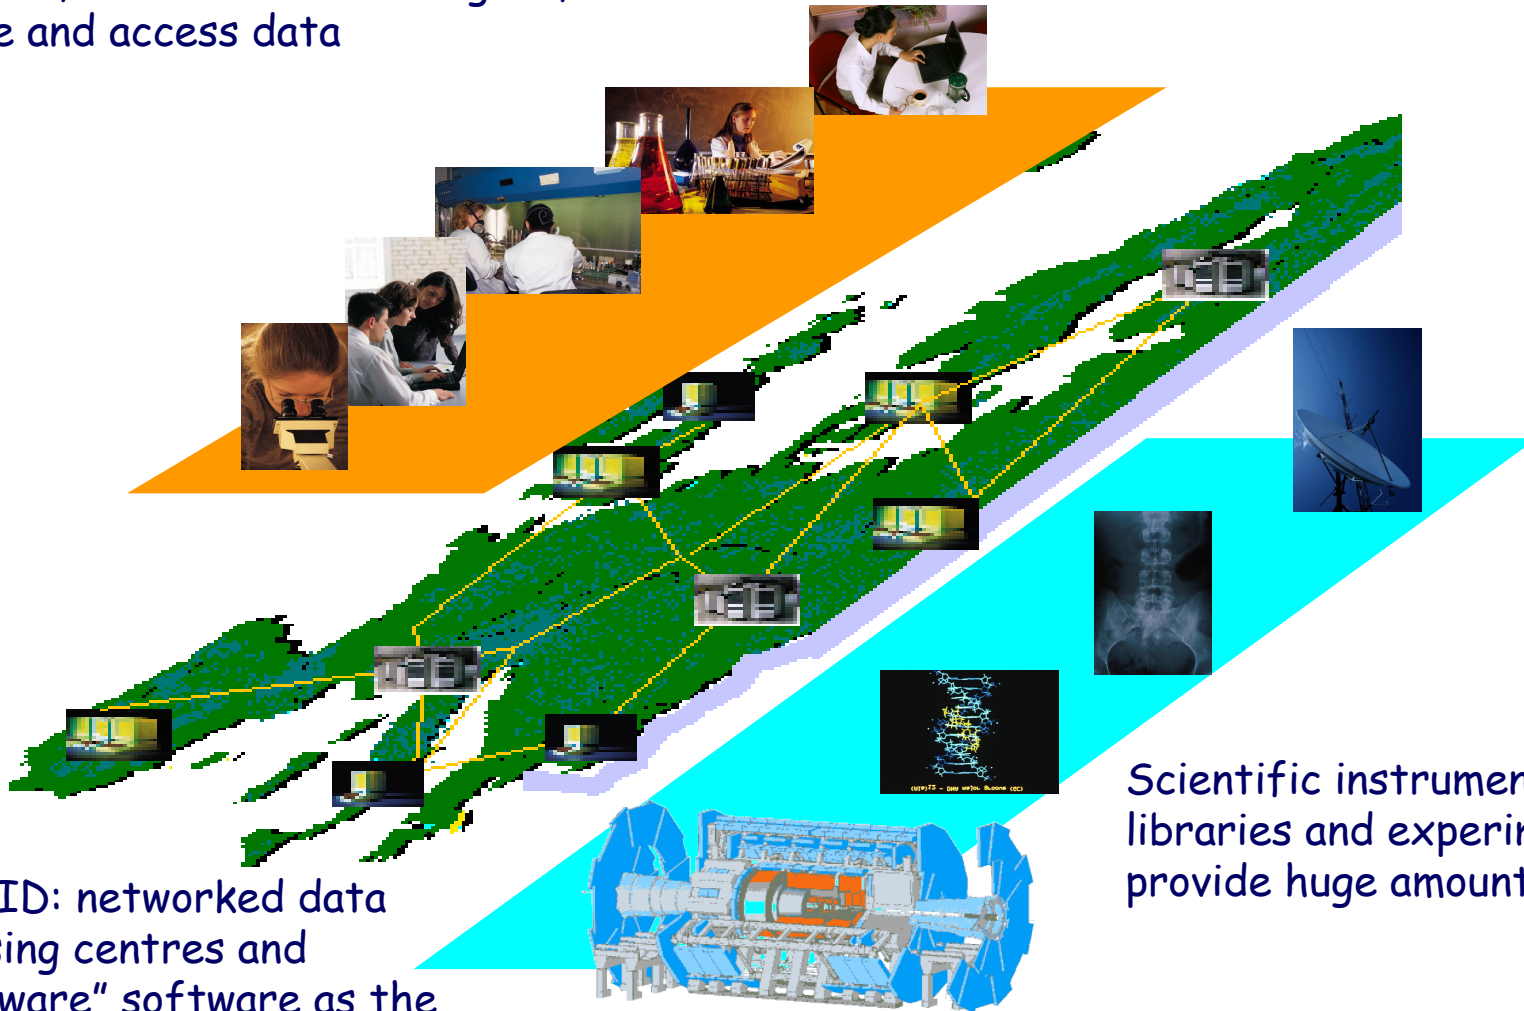 e and access data
ID: networked data
sing centres and
ware” software as the
Scientific instrumen
libraries and experi
provide huge amount